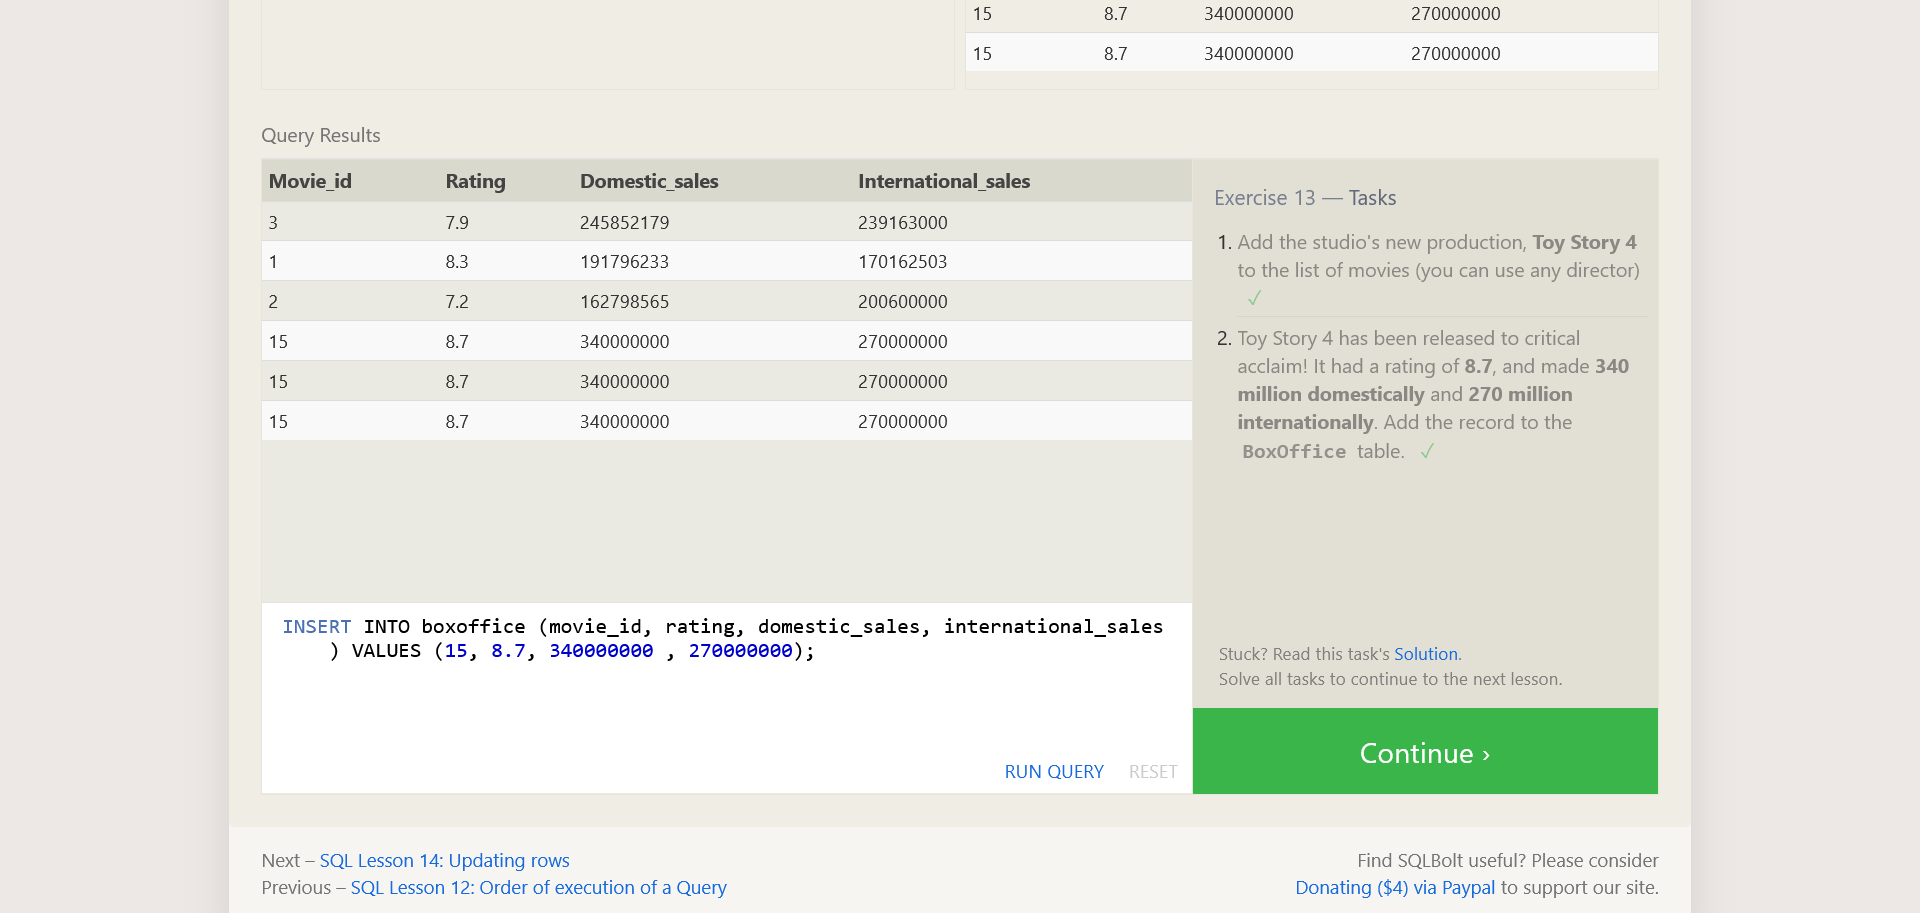 15 8.7 340000000 270000000
15 8.7 340000000 270000000
Query Results
Movie_id Rating Domestic_sales International_sales
3 7.9 245852179 239163000
1 8.3 191796233 170162503
2 7.2 162798565 200600000
15 8.7 340000000 270000000
15 8.7 340000000 270000000
15 8.7 340000000 270000000
INSERT INTO boxoffice (movie_id, rating, domestic_sales, international_sales
) VALUES (15, 8.7, 340000000 , 270000000);
RUN QUERY RESET
Exercise 13 — Tasks
1. Add the studio's new production, Toy Story 4
to the list of movies (you can use any director)
✓
2. Toy Story 4 has been released to critical
acclaim! It had a rating of 8.7, and made 340
million domestically and 270 million
internationally. Add the record to the
BoxOffice table. ✓
Stuck? Read this task's Solution.
Solve all tasks to continue to the next lesson.
Continue ›
Next – SQL Lesson 14: Updating rows
Previous – SQL Lesson 12: Order of execution of a Query
Find SQLBolt useful? Please consider
Donating ($4) via Paypal to support our site.